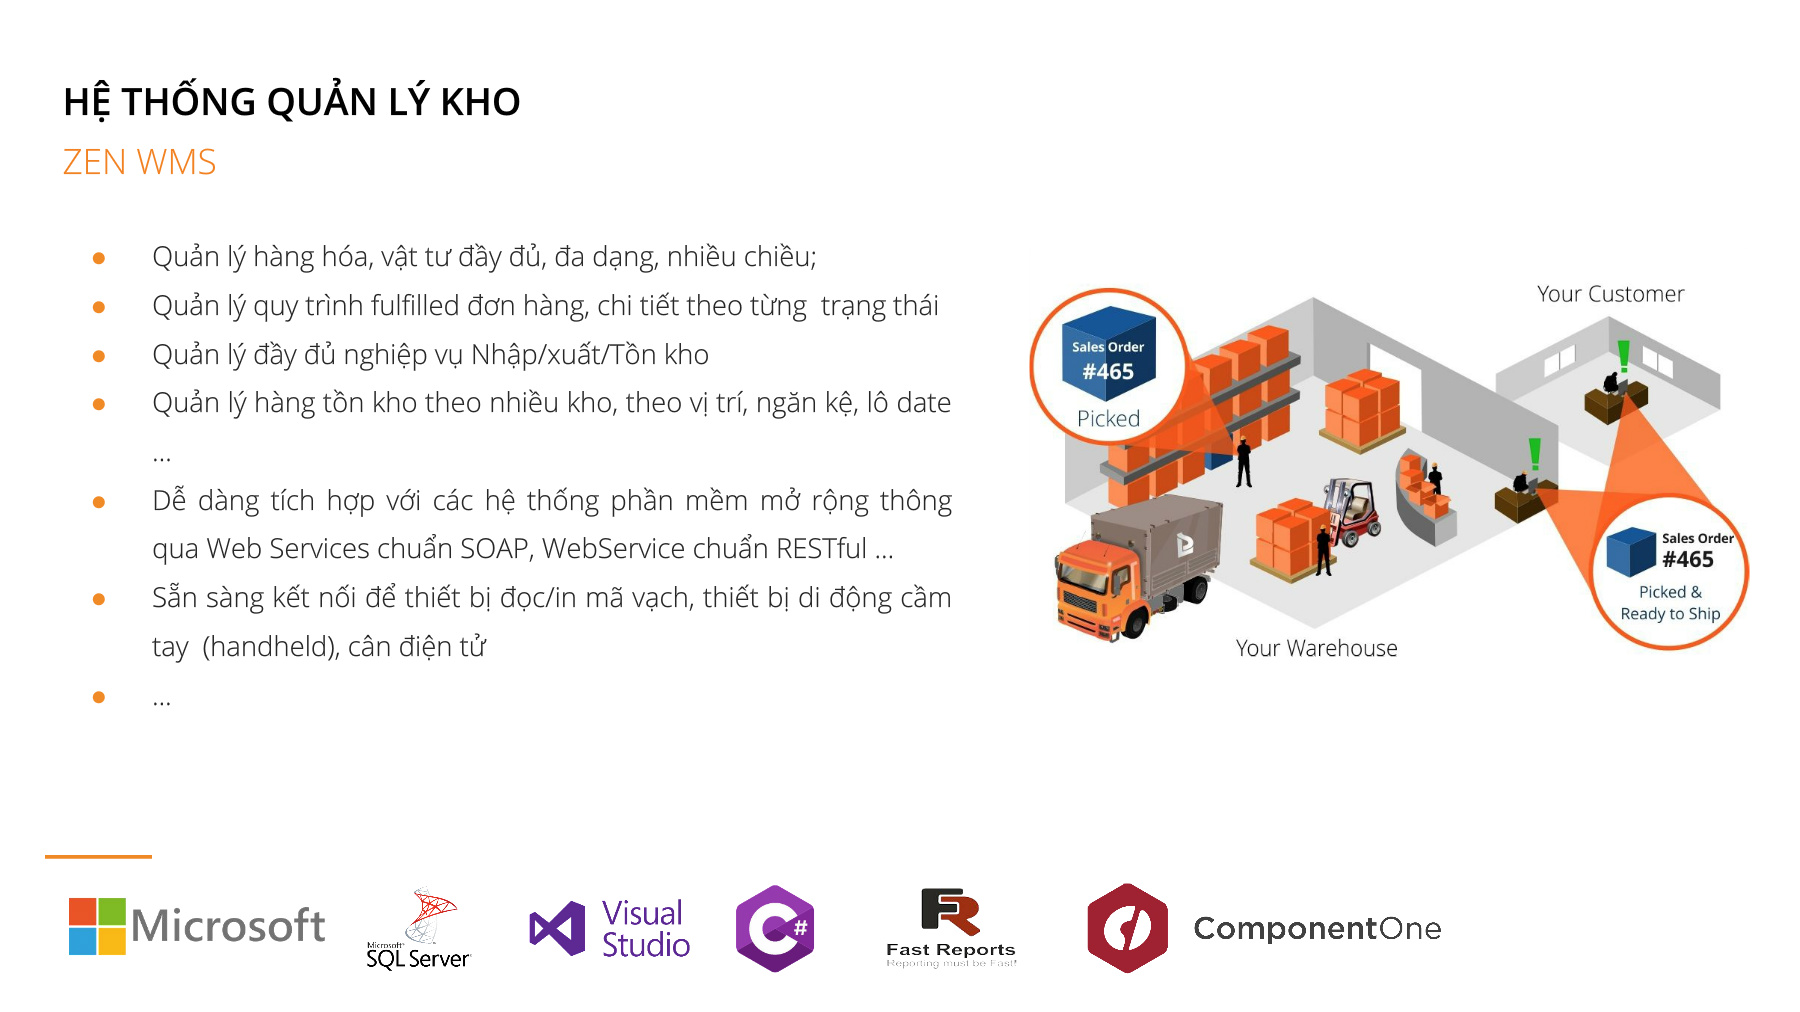 HỆ THỐNG QUẢN LÝ KHO
ZEN WMS
● Quản lý hàng hóa, vật tư đầy đủ, đa dạng, nhiều chiều;
● Quản lý quy trình fulfilled đơn hàng, chi tiết theo từng  trạng thái
● Quản lý đầy đủ nghiệp vụ Nhập/xuất/Tồn kho
● Quản lý hàng tồn kho theo nhiều kho, theo vị trí, ngăn kệ, lô date
...
● Dễ dàng tích hợp với các hệ thống phần mềm mở rộng thông
qua Web Services chuẩn SOAP, WebService chuẩn RESTful ...
● Sẵn sàng kết nối để thiết bị đọc/in mã vạch, thiết bị di động cầm
tay  (handheld), cân điện tử
● ...
Your Customer
Sales Order
#465
Picked
Sales Order
#465
Picked &
Ready to Ship
Your Warehouse
Microsoft
Microsoft
SQL Server
Visual
Studio
C#
FR
Fast Reports
Reporting must be Fast!
ComponentOne